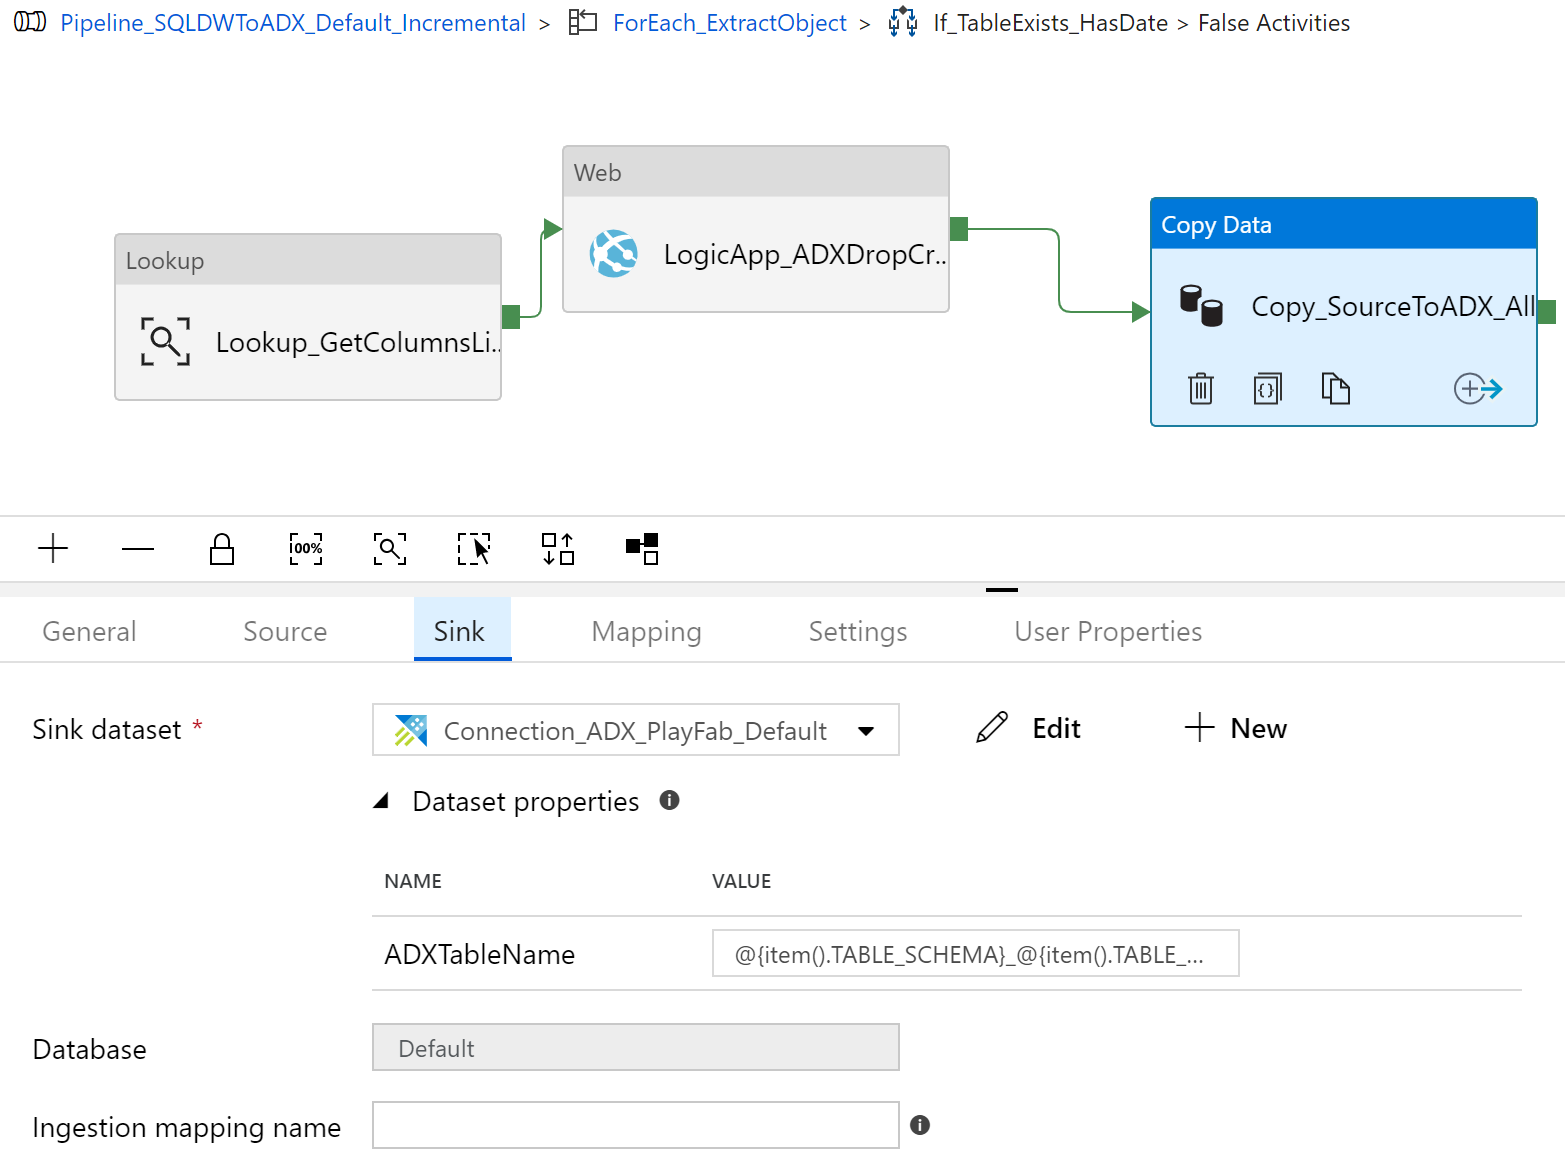 Pipeline_SQLDWToADX_Default_Incremental > ForEach_ExtractObject > If_TableExists_HasDate > False Activities
Web
LogicApp_ADXDropCr..
Copy Data
Copy_SourceToADX_All
Lookup
Lookup_GetColumnsLi..
{}
100%
General Source Sink Mapping Settings User Properties
Sink dataset * Connection_ADX_PlayFab_Default Edit New
Dataset properties
NAME VALUE
ADXTableName @{item().TABLE_SCHEMA}_@{item().TABLE_...
Database Default
Ingestion mapping name